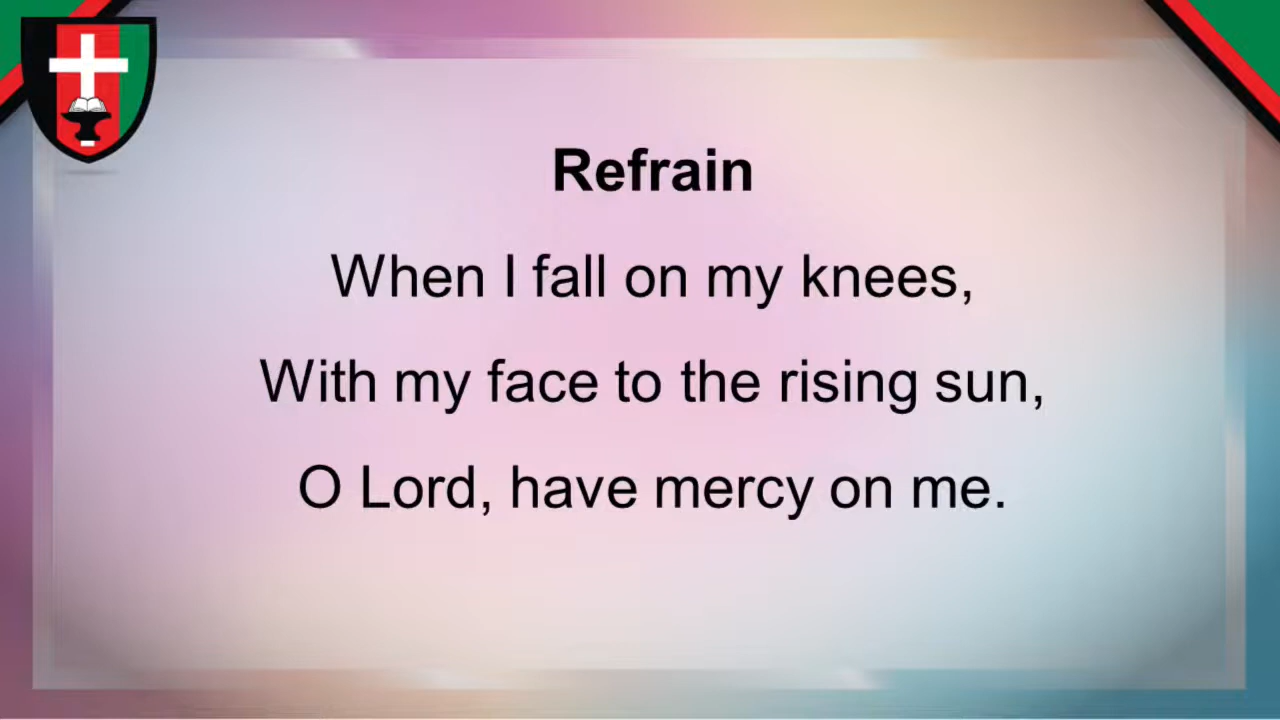 Refrain
When I fall on my knees,
With my face to the rising sun,
O Lord, have mercy on me.